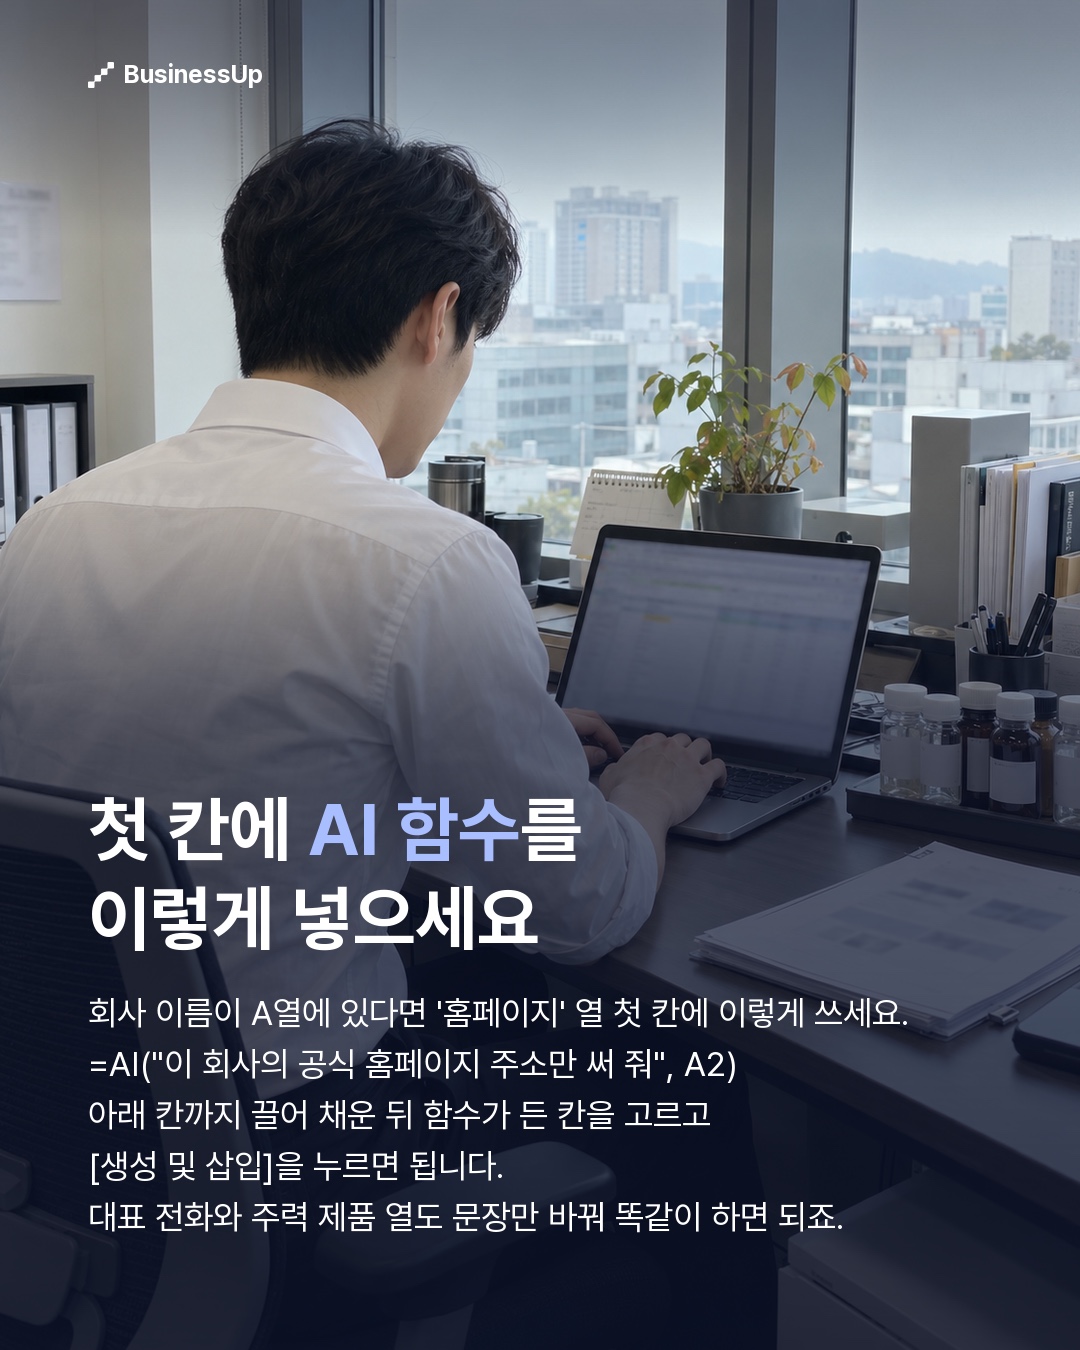 BusinessUp
첫 칸에 AI 함수를
이렇게 넣으세요
회사 이름이 A열에 있다면 '홈페이지' 열 첫 칸에 이렇게 쓰세요.
=AI("이 회사의 공식 홈페이지 주소만 써 줘", A2)
아래 칸까지 끌어 채운 뒤 함수가 든 칸을 고르고
[생성 및 삽입]을 누르면 됩니다.
대표 전화와 주력 제품 열도 문장만 바꿔 똑같이 하면 되죠.